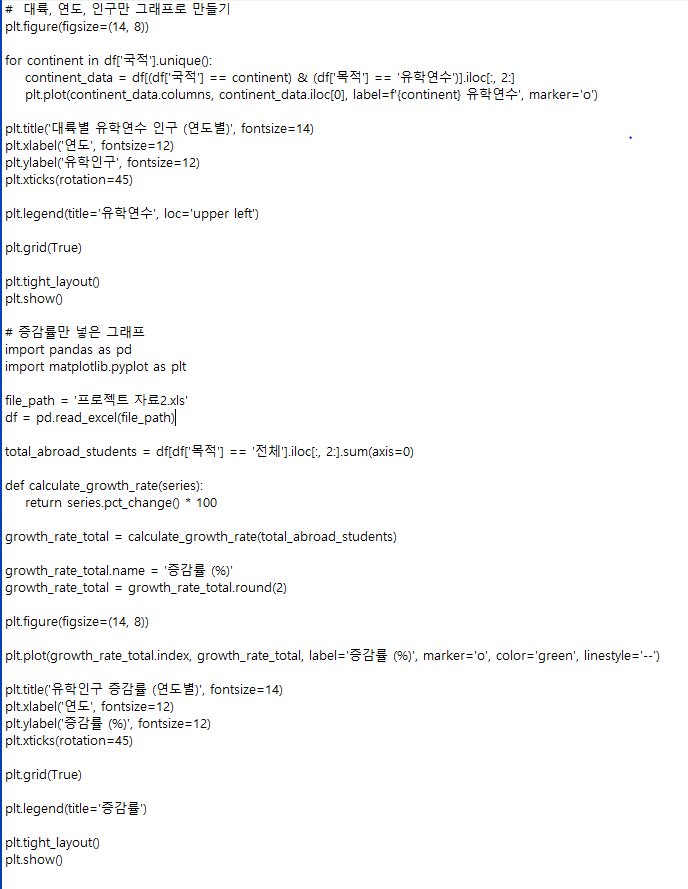 #  대륙, 연도, 인구만 그래프로 만들기
plt.figure(figsize=(14, 8))
for continent in df['국적'].unique():
continent_data = df[(df['국적'] == continent) & (df['목적'] == '유학연수')].iloc[:, 2:]
plt.plot(continent_data.columns, continent_data.iloc[0], label=f'{continent} 유학연수', marker='o')
plt.title('대륙별 유학연수 인구 (연도별)', fontsize=14)
plt.xlabel('연도', fontsize=12)
plt.ylabel('유학인구', fontsize=12)
plt.xticks(rotation=45)
plt.legend(title='유학연수', loc='upper left')
plt.grid(True)
plt.tight_layout()
plt.show()
# 증감률만 넣은 그래프
import pandas as pd
import matplotlib.pyplot as plt
file_path = '프로젝트 자료2.xls'
df = pd.read_excel(file_path)
total_abroad_students = df[df['목적'] == '전체'].iloc[:, 2:].sum(axis=0)
def calculate_growth_rate(series):
return series.pct_change() * 100
growth_rate_total = calculate_growth_rate(total_abroad_students)
growth_rate_total.name = '증감률 (%)'
growth_rate_total = growth_rate_total.round(2)
plt.figure(figsize=(14, 8))
plt.plot(growth_rate_total.index, growth_rate_total, label='증감률 (%)', marker='o', color='green', linestyle='--')
plt.title('유학인구 증감률 (연도별)', fontsize=14)
plt.xlabel('연도', fontsize=12)
plt.ylabel('증감률 (%)', fontsize=12)
plt.xticks(rotation=45)
plt.grid(True)
plt.legend(title='증감률')
plt.tight_layout()
plt.show()